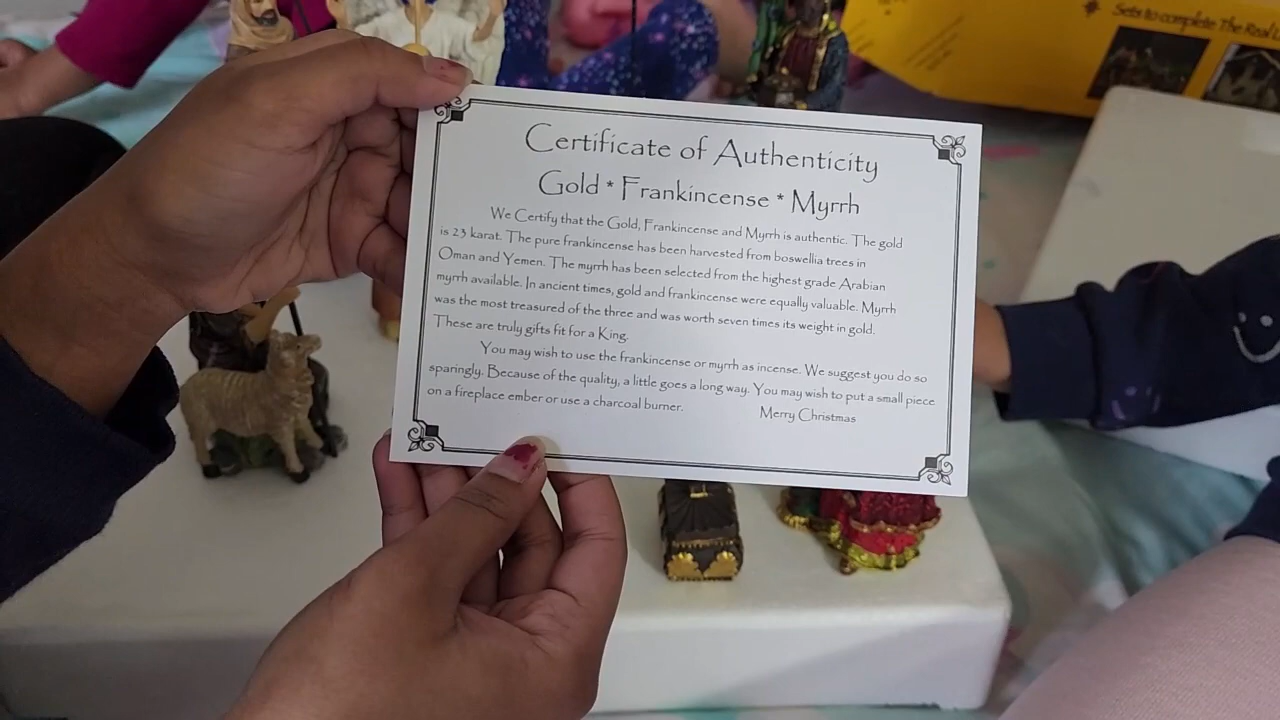 Sets to complete The Real
Certificate of Authenticity
Gold * Frankincense * Myrrh
We Certify that the Gold, Frankincense and Myrrh is authentic. The gold
is 23 karat. The pure frankincense has been harvested from boswellia trees in
Oman and Yemen. The myrrh has been selected from the highest grade Arabian
myrrh available. In ancient times, gold and frankincense were equally valuable. Myrrh
was the most treasured of the three and was worth seven times its weight in gold.
These are truly gifts fit for a King.
You may wish to use the frankincense or myrrh as incense. We suggest you do so
sparingly. Because of the quality, a little goes a long way. You may wish to put a small piece
on a fireplace ember or use a charcoal burner. Merry Christmas